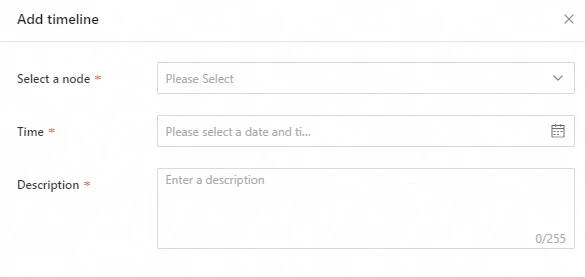 Add timeline
Select a node *
Please Select
Time *
Please select a date and ti...
Description *
Enter a description
0/255